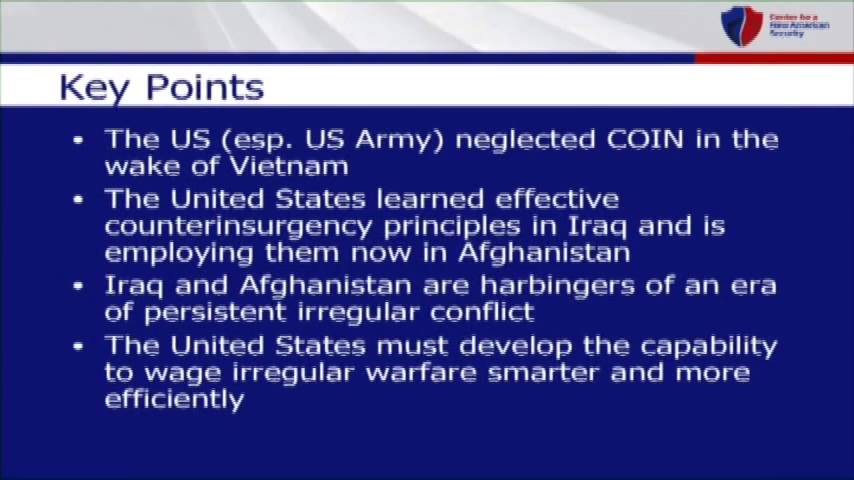 Center for a
New American
Security
Key Points
• The US (esp. US Army) neglected COIN in the
wake of Vietnam
• The United States learned effective
counterinsurgency principles in Iraq and is
employing them now in Afghanistan
• Iraq and Afghanistan are harbingers of an era
of persistent irregular conflict
• The United States must develop the capability
to wage irregular warfare smarter and more
efficiently